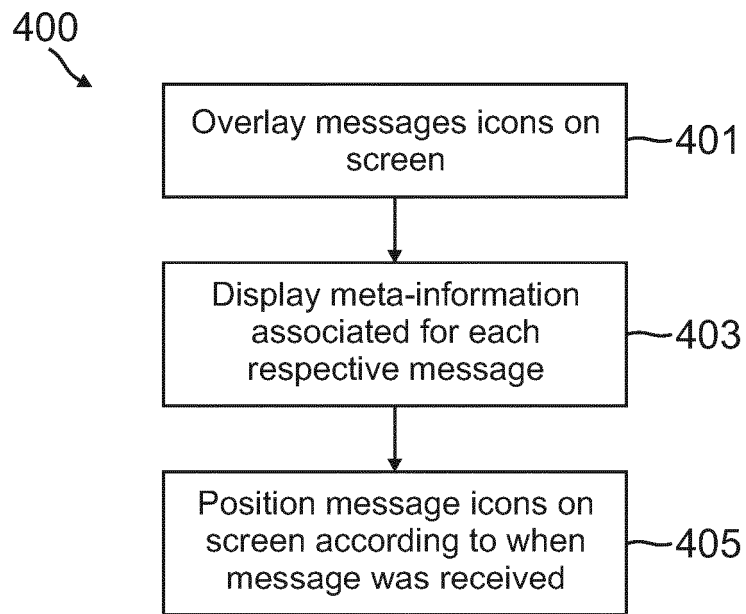 400
Overlay messages icons on
screen
401
Display meta-information
associated for each
respective message
403
Position message icons on
screen according to when
message was received
405